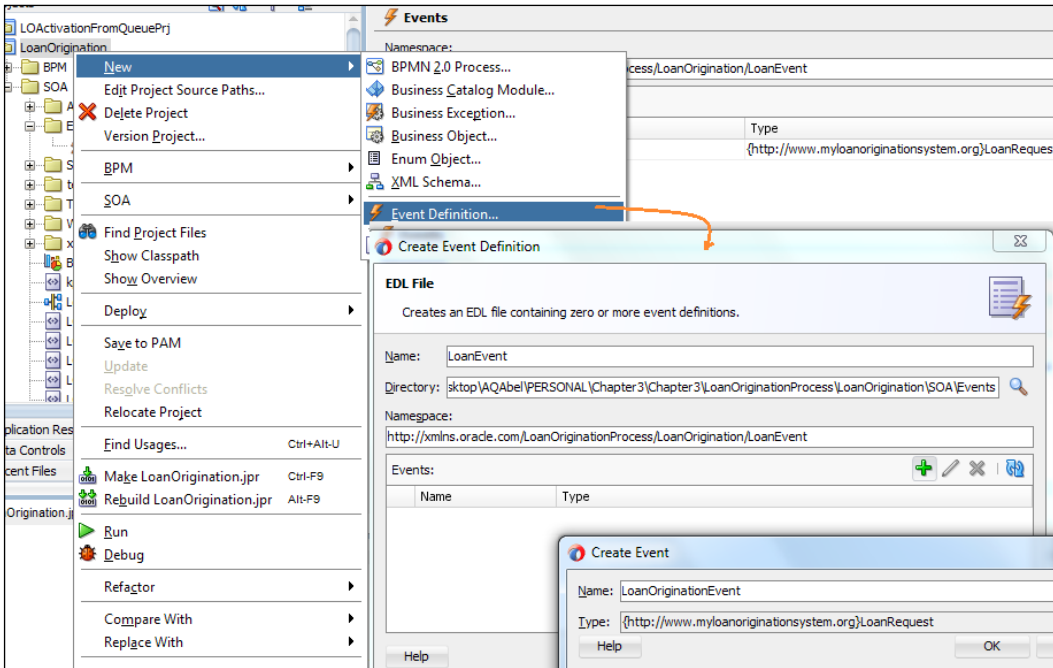 LOActivationFromQueuePrj
LoanOrigination
BPM
SOA
Events
Namespace:
cess/LoanOrigination/LoanEvent
Type
{http://www.myloanoriginationsystem.org}LoanReques
New
Edit Project Source Paths...
Delete Project
Version Project...
BPM
SOA
Find Project Files
Show Classpath
Show Overview
Deploy
Save to PAM
Update
Resolve Conflicts
Relocate Project
Find Usages... Ctrl+Alt-U
Make LoanOrigination.jpr Ctrl-F9
Rebuild LoanOrigination.jpr Alt-F9
Run
Debug
Refactor
Compare With
Replace With
BPMN 2.0 Process...
Business Catalog Module...
Business Exception...
Business Object...
Enum Object...
XML Schema...
Event Definition...
Create Event Definition
EDL File
Creates an EDL file containing zero or more event definitions.
Name: LoanEvent
Directory: sktop\AQAbel\PERSONAL\Chapter3\Chapter3\LoanOriginationProcess\LoanOrigination\SOA\Events
Namespace:
http://xmlns.oracle.com/LoanOriginationProcess/LoanOrigination/LoanEvent
Events:
Name Type
Help
Create Event
Name: LoanOriginationEvent
Type: {http://www.myloanoriginationsystem.org}LoanRequest
Help OK
plication Res
ta Controls
cent Files
Origination.j